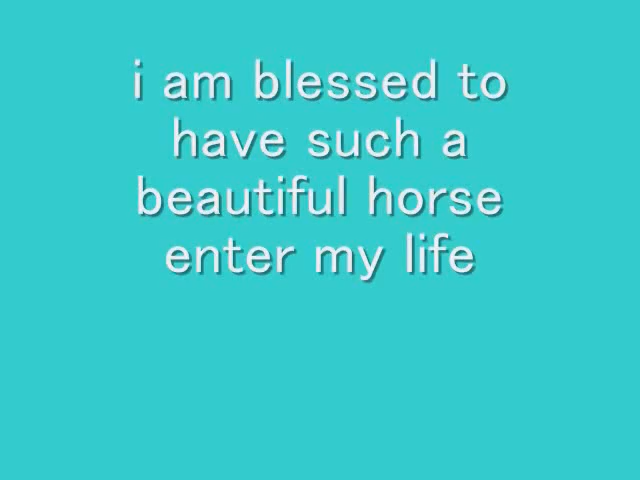 i am blessed to
have such a
beautiful horse
enter my life